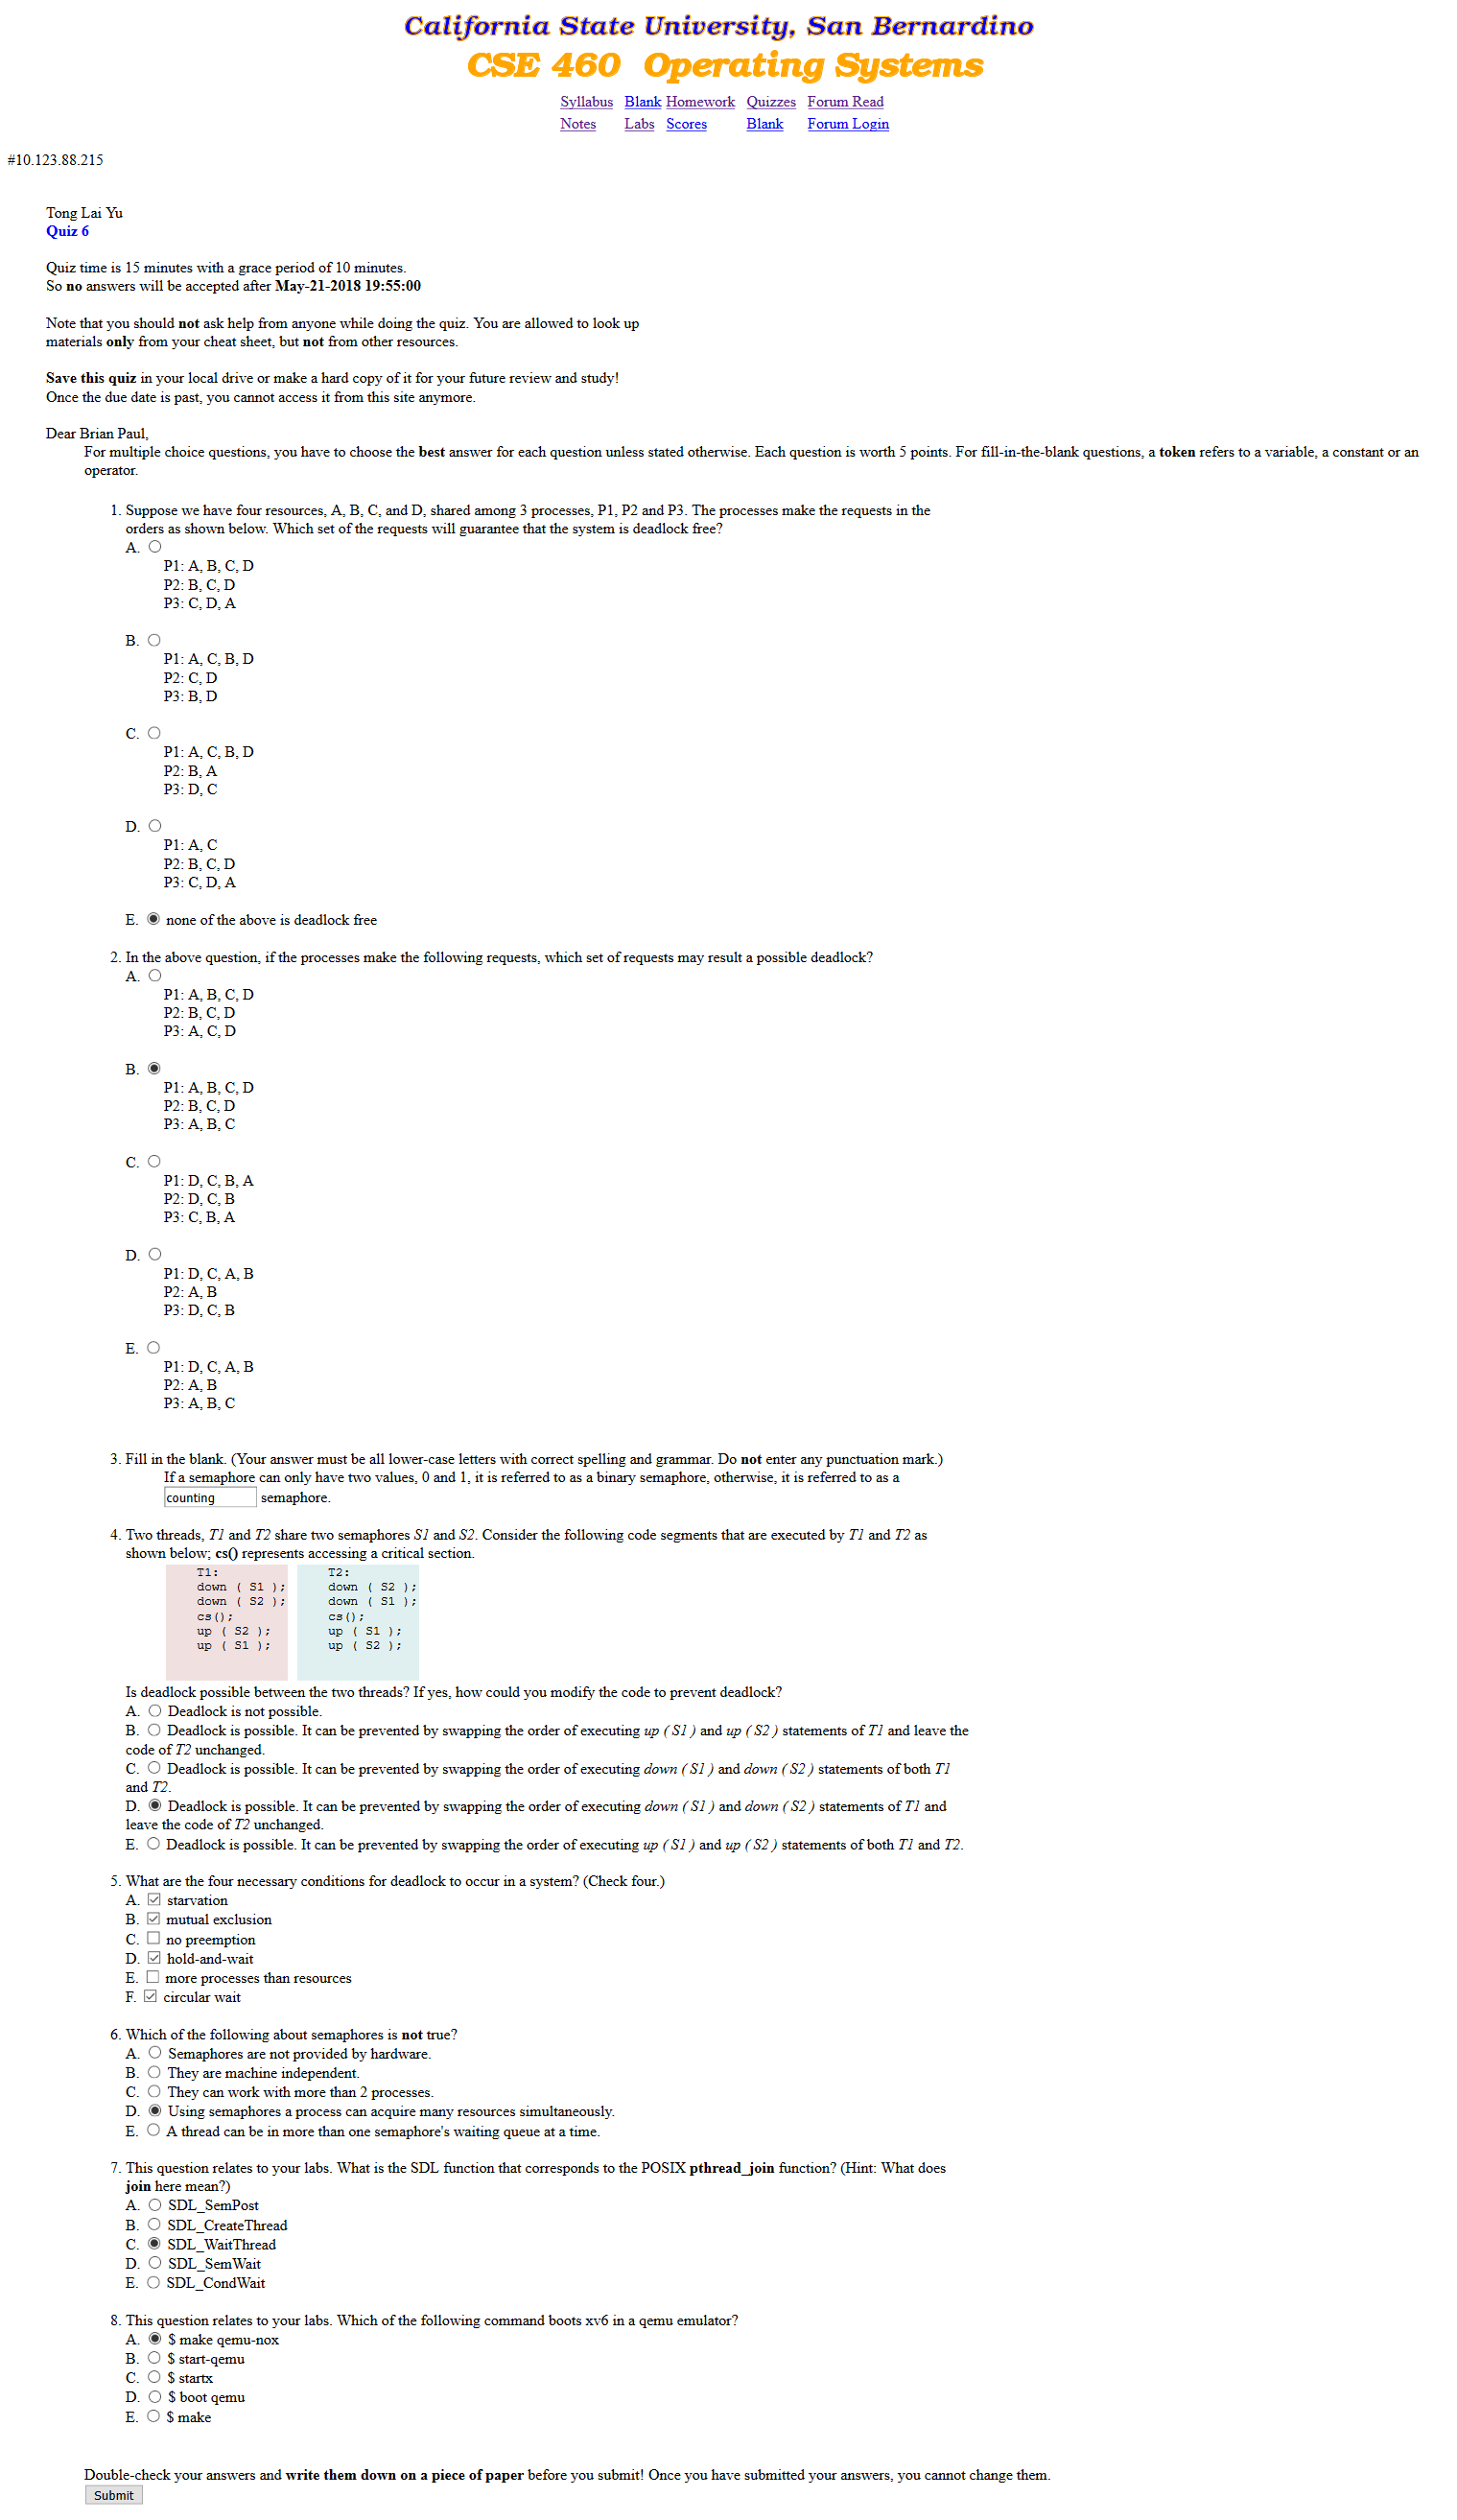 California State University, San Bernardino
CSE 460 Operating Systems
Syllabus Blank Homework Quizzes Forum Read
Notes Labs Scores Blank Forum Login
#10.123.88.215
Tong Lai Yu
Quiz 6
Quiz time is 15 minutes with a grace period of 10 minutes.
So no answers will be accepted after May-21-2018 19:55:00
Note that you should not ask help from anyone while doing the quiz. You are allowed to look up
materials only from your cheat sheet, but not from other resources.
Save this quiz in your local drive or make a hard copy of it for your future review and study!
Once the due date is past, you cannot access it from this site anymore.
Dear Brian Paul,
For multiple choice questions, you have to choose the best answer for each question unless stated otherwise. Each question is worth 5 points. For fill-in-the-blank questions, a token refers to a variable, a constant or an
operator.
1. Suppose we have four resources, A, B, C, and D, shared among 3 processes, P1, P2 and P3. The processes make the requests in the
orders as shown below. Which set of the requests will guarantee that the system is deadlock free?
A.
P1: A, B, C, D
P2: B, C, D
P3: C, D, A
B.
P1: A, C, B, D
P2: C, D
P3: B, D
C.
P1: A, C, B, D
P2: B, A
P3: D, C
D.
P1: A, C
P2: B, C, D
P3: C, D, A
E. none of the above is deadlock free
2. In the above question, if the processes make the following requests, which set of requests may result a possible deadlock?
A.
P1: A, B, C, D
P2: B, C, D
P3: A, C, D
B.
P1: A, B, C, D
P2: B, C, D
P3: A, B, C
C.
P1: D, C, B, A
P2: D, C, B
P3: C, B, A
D.
P1: D, C, A, B
P2: A, B
P3: D, C, B
E.
P1: D, C, A, B
P2: A, B
P3: A, B, C
3. Fill in the blank. (Your answer must be all lower-case letters with correct spelling and grammar. Do not enter any punctuation mark.)
If a semaphore can only have two values, 0 and 1, it is referred to as a binary semaphore, otherwise, it is referred to as a
counting semaphore.
4. Two threads, T1 and T2 share two semaphores S1 and S2. Consider the following code segments that are executed by T1 and T2 as
shown below; cs() represents accessing a critical section.
T1: T2:
down ( S1 ); down ( S2 );
down ( S2 ); down ( S1 );
cs(); cs();
up ( S2 ); up ( S1 );
up ( S1 ); up ( S2 );
Is deadlock possible between the two threads? If yes, how could you modify the code to prevent deadlock?
A. Deadlock is not possible.
B. Deadlock is possible. It can be prevented by swapping the order of executing up ( S1 ) and up ( S2 ) statements of T1 and leave the
code of T2 unchanged.
C. Deadlock is possible. It can be prevented by swapping the order of executing down ( S1 ) and down ( S2 ) statements of both T1
and T2.
D. Deadlock is possible. It can be prevented by swapping the order of executing down ( S1 ) and down ( S2 ) statements of T1 and
leave the code of T2 unchanged.
E. Deadlock is possible. It can be prevented by swapping the order of executing up ( S1 ) and up ( S2 ) statements of both T1 and T2.
5. What are the four necessary conditions for deadlock to occur in a system? (Check four.)
A. starvation
B. mutual exclusion
C. no preemption
D. hold-and-wait
E. more processes than resources
F. circular wait
6. Which of the following about semaphores is not true?
A. Semaphores are not provided by hardware.
B. They are machine independent.
C. They can work with more than 2 processes.
D. Using semaphores a process can acquire many resources simultaneously.
E. A thread can be in more than one semaphore's waiting queue at a time.
7. This question relates to your labs. What is the SDL function that corresponds to the POSIX pthread_join function? (Hint: What does
join here mean?)
A. SDL_SemPost
B. SDL_CreateThread
C. SDL_WaitThread
D. SDL_SemWait
E. SDL_CondWait
8. This question relates to your labs. Which of the following command boots xv6 in a qemu emulator?
A. $ make qemu-nox
B. $ start-qemu
C. $ startx
D. $ boot qemu
E. $ make
Double-check your answers and write them down on a piece of paper before you submit! Once you have submitted your answers, you cannot change them.
Submit